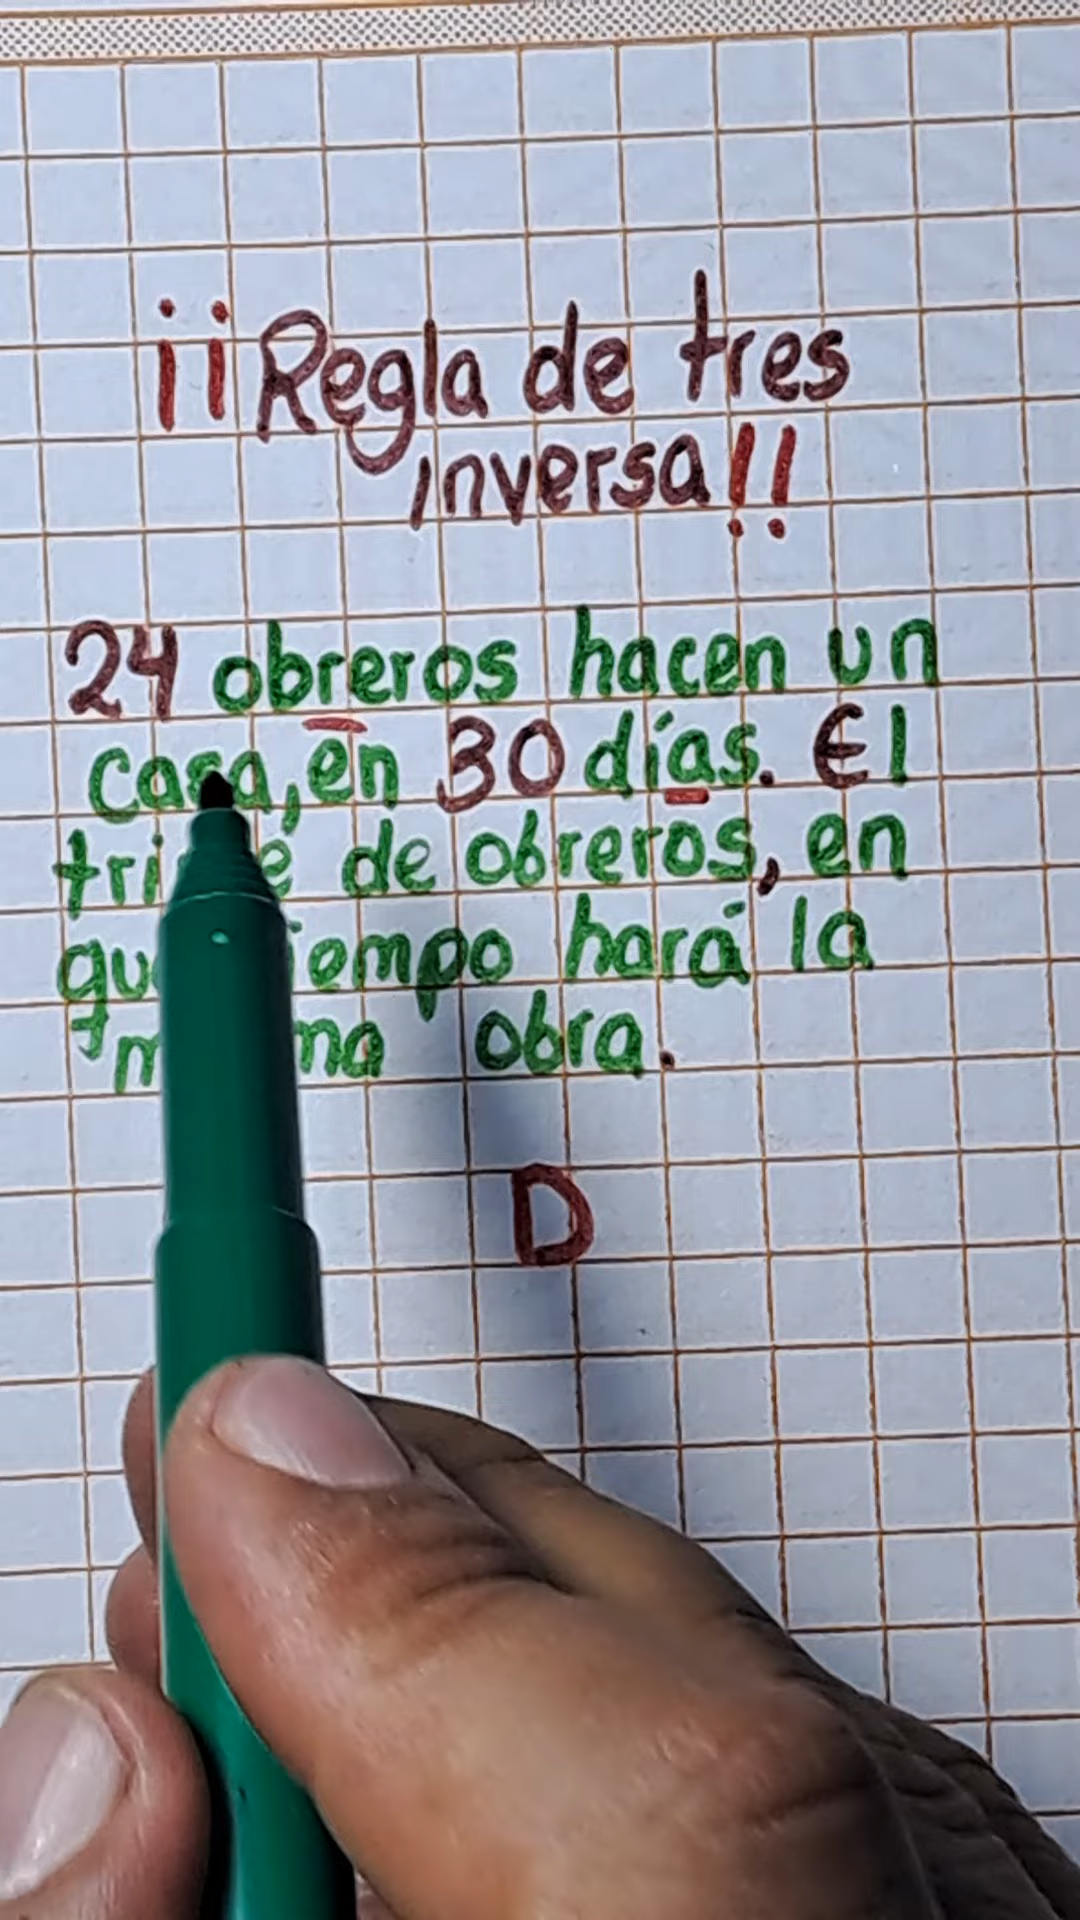 ¡¡Regla de tres
inversa!!
24 obreros hacen un
casa, en 30 días. El
de obreros, en
hará la
obra.
D